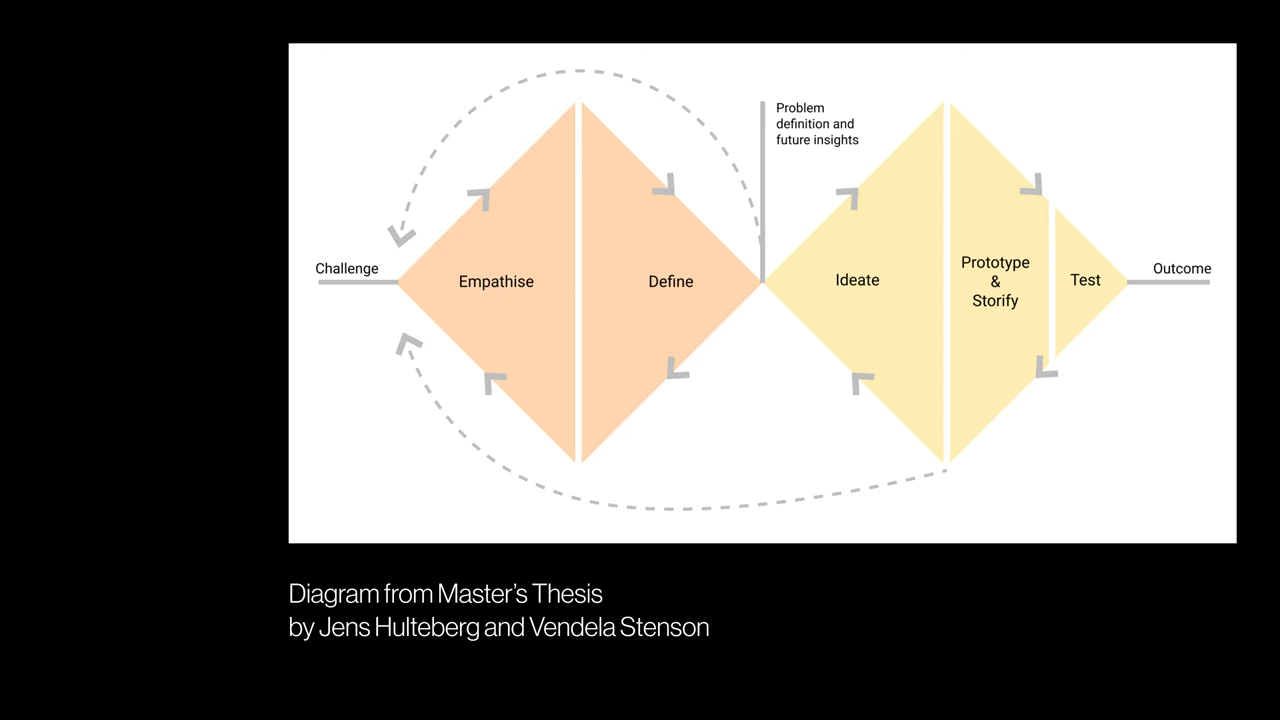 Problem
definition and
future insights
Challenge
Empathise
Define
Ideate
Prototype
&
Storify
Test
Outcome
Diagram from Master’s Thesis
by Jens Hulteberg and Vendela Stenson